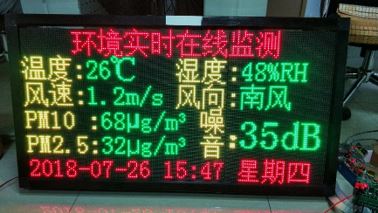 环境实时在线监测
温度:26℃ 湿度:48%RH
风速:1.2m/s 风向:南风
PM10 :68μg/m³ 噪音:35dB
PM2.5:32μg/m³
2018-07-26 15:47 星期四